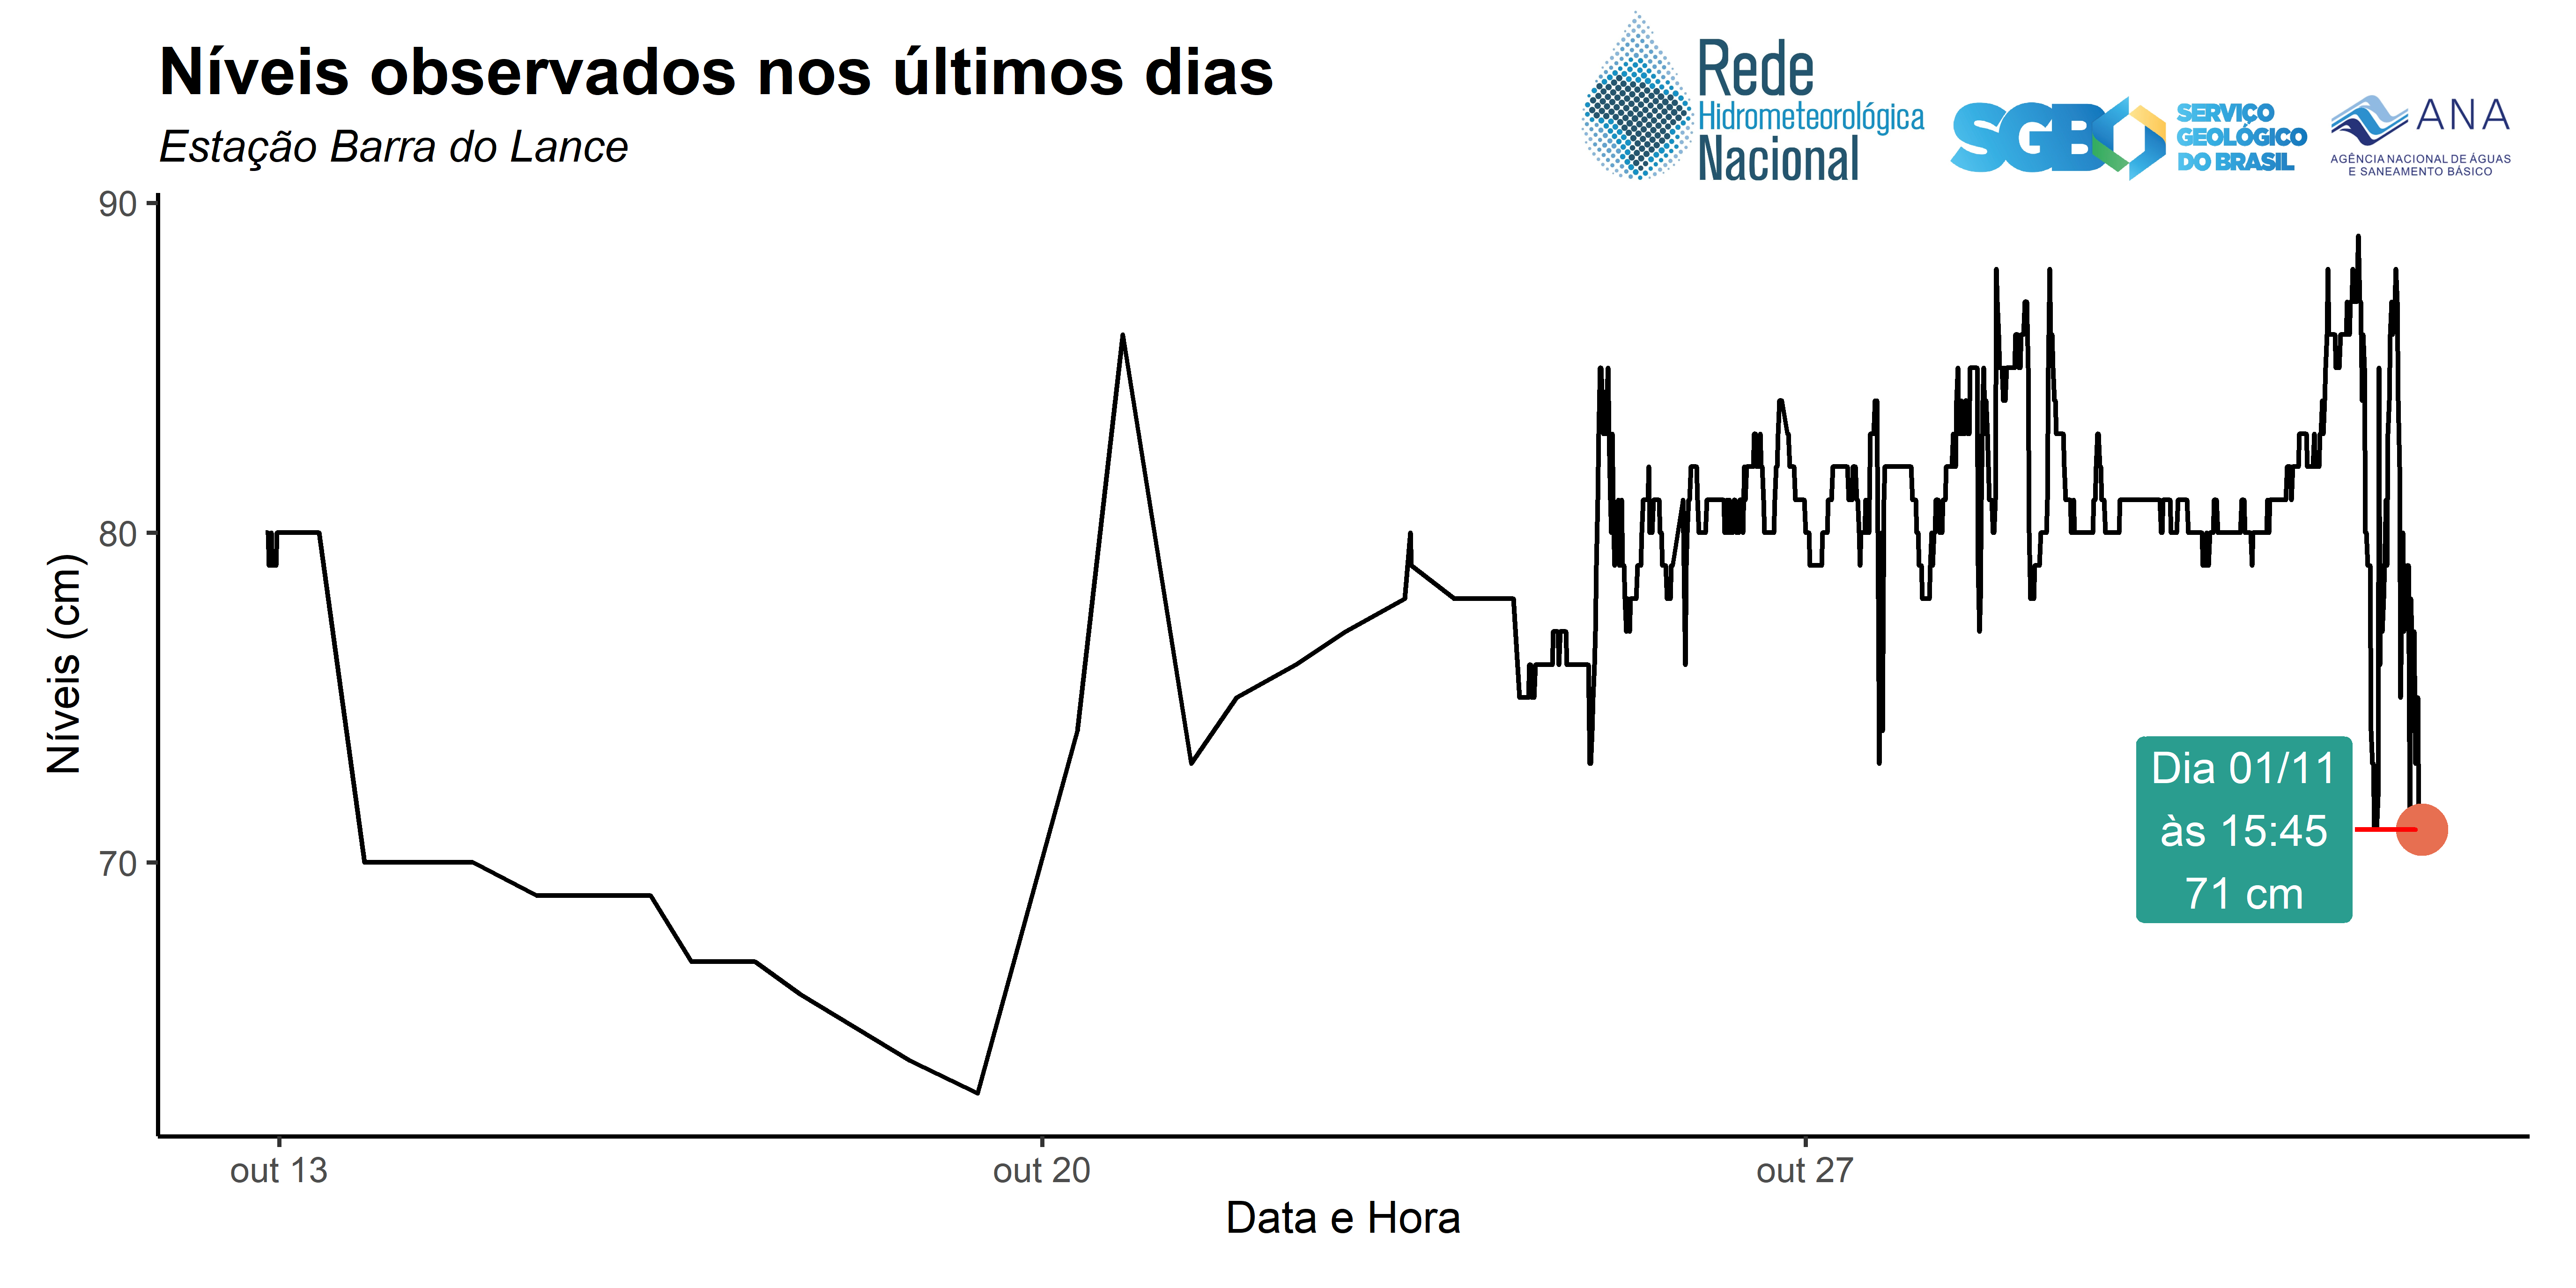 Níveis observados nos últimos dias
Estação Barra do Lance
Rede
Hidrometeorológica
Nacional
SGB
SERVIÇO
GEOLÓGICO
DO BRASIL
ANA
AGÊNCIA NACIONAL DE ÁGUAS
E SANEAMENTO BÁSICO
90
80
70
Níveis (cm)
Dia 01/11
às 15:45
71 cm
out 13
out 20
out 27
Data e Hora